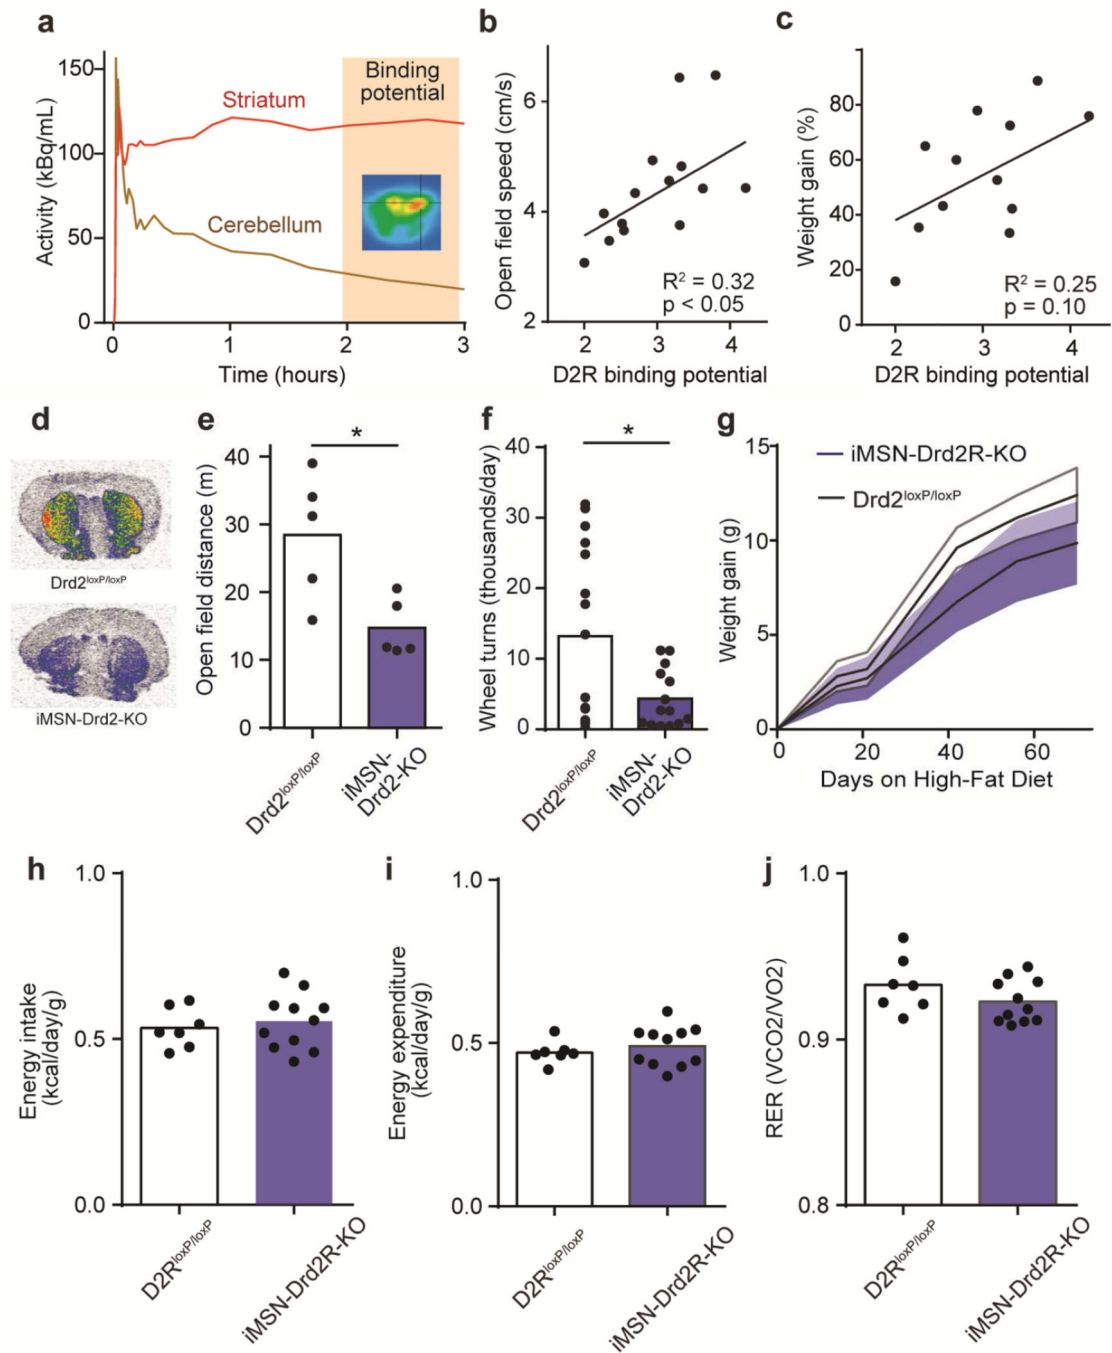 a
Activity (kBq/mL)
150
100
50
0
Striatum
Cerebellum
Binding
potential
0
1
2
3
Time (hours)
b
Open field speed (cm/s)
6
4
2
R² = 0.32
p < 0.05
2
3
4
D2R binding potential
c
Weight gain (%)
80
60
40
20
0
R² = 0.25
p = 0.10
2
3
4
D2R binding potential
d
Drd2loxP/loxP
iMSN-Drd2-KO
e
Open field distance (m)
40
30
20
10
0
*
Drd2loxP/loxP
iMSN-
Drd2-KO
f
Wheel turns (thousands/day)
40
30
20
10
0
*
Drd2loxP/loxP
iMSN-
Drd2-KO
g
Weight gain (g)
15
10
5
0
iMSN-Drd2R-KO
Drd2loxP/loxP
0
20
40
60
Days on High-Fat Diet
h
Energy intake
(kcal/day/g)
1.0
0.5
0.0
D2RloxP/loxP
iMSN-Drd2R-KO
i
Energy expenditure
(kcal/day/g)
1.0
0.5
0.0
D2RloxP/loxP
iMSN-Drd2R-KO
j
RER (VCO2/VO2)
1.0
0.9
0.8
D2RloxP/loxP
iMSN-Drd2R-KO